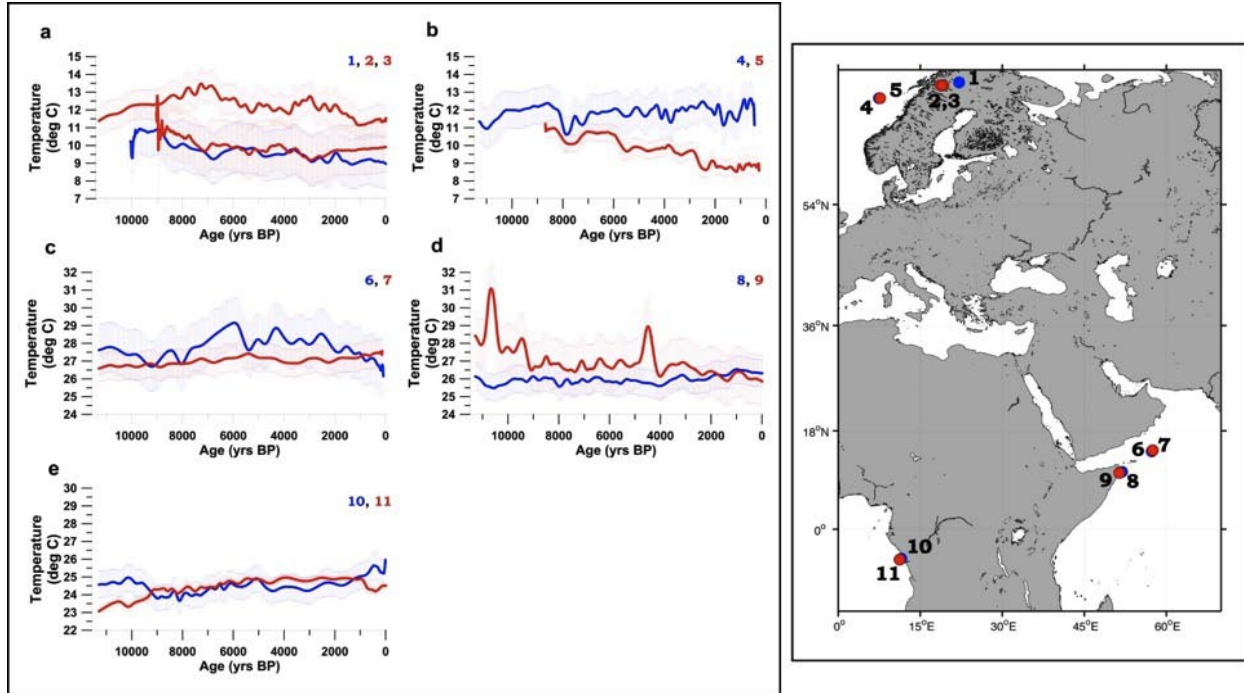 a
1, 2, 3
15
14
13
12
11
10
9
8
7
Temperature
(deg C)
10000 8000 6000 4000 2000 0
Age (yrs BP)
b
4, 5
15
14
13
12
11
10
9
8
7
Temperature
(deg C)
10000 8000 6000 4000 2000 0
Age (yrs BP)
c
6, 7
32
31
30
29
28
27
26
25
24
Temperature
(deg C)
10000 8000 6000 4000 2000 0
Age (yrs BP)
d
8, 9
32
31
30
29
28
27
26
25
24
Temperature
(deg C)
10000 8000 6000 4000 2000 0
Age (yrs BP)
e
10, 11
30
29
28
27
26
25
24
23
22
Temperature
(deg C)
10000 8000 6000 4000 2000 0
Age (yrs BP)
1
2,3
5
4
54°N
36°N
18°N
6 7
9 8
0°
10
11
0° 15°E 30°E 45°E 60°E